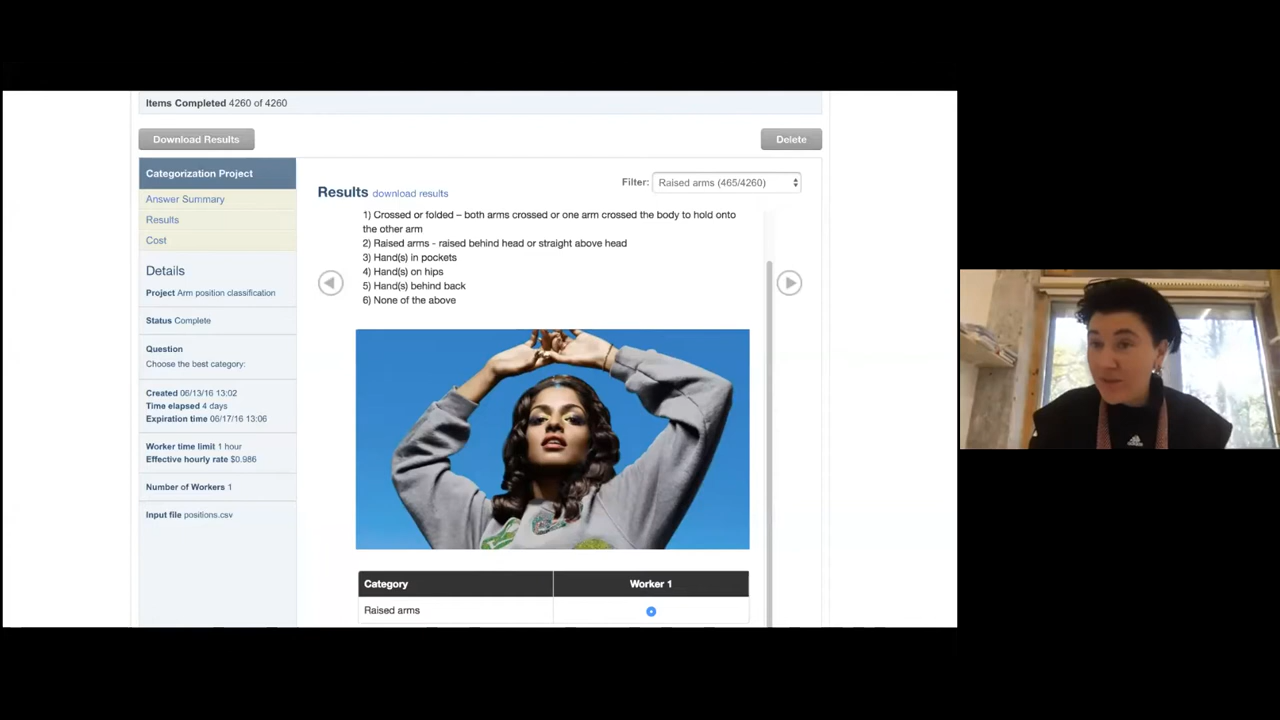 Items Completed 4260 of 4260
Download Results
Delete
Categorization Project
Answer Summary
Results
Cost
Details
Project Arm position classification
Status Complete
Question
Choose the best category:
Created 06/13/16 13:02
Time elapsed 4 days
Expiration time 06/17/16 13:06
Worker time limit 1 hour
Effective hourly rate $0.986
Number of Workers 1
Input file positions.csv
Filter: Raised arms (465/4260)
Results download results
1) Crossed or folded – both arms crossed or one arm crossed the body to hold onto
the other arm
2) Raised arms - raised behind head or straight above head
3) Hand(s) in pockets
4) Hand(s) on hips
5) Hand(s) behind back
6) None of the above
Category Worker 1
Raised arms